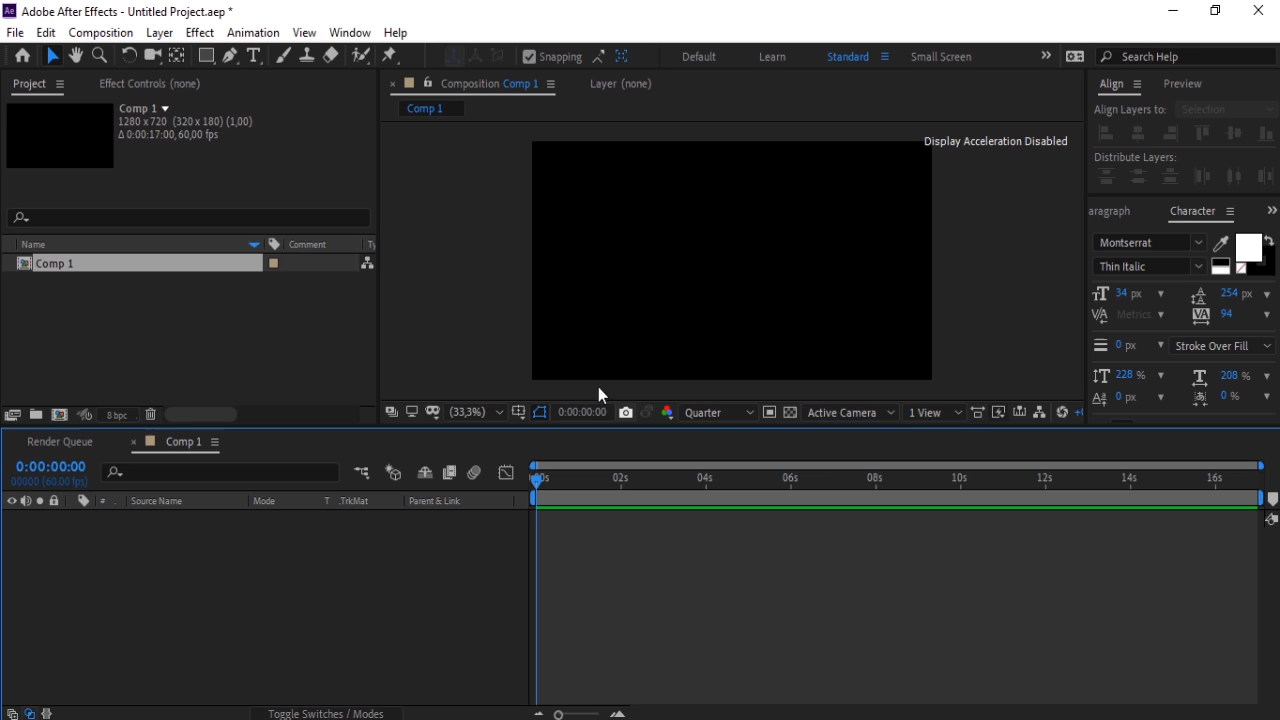 Ae Adobe After Effects - Untitled Project.aep *
File Edit Composition Layer Effect Animation View Window Help
Snapping Default Learn Standard Small Screen Search Help
Project Effect Controls (none)
Comp 1
1280 x 720 (320 x 180) (1,00)
Δ 0:00:17:00, 60,00 fps
Name Comment Ty
Comp 1
8 bpc
Composition Comp 1 Layer (none)
Comp 1
Display Acceleration Disabled
(33,3%) 0:00:00:00 Quarter Active Camera 1 View +0
Align Preview
Align Layers to: Selection
Distribute Layers:
aragraph Character
Montserrat
Thin Italic
34 px 254 px
Metrics 94
0 px Stroke Over Fill
228 % 208 %
0 px 0 %
Render Queue Comp 1
0:00:00:00
00000 (60.00 fps)
# Source Name Mode T .TrkMat Parent & Link
:00s 02s 04s 06s 08s 10s 12s 14s 16s
Toggle Switches / Modes